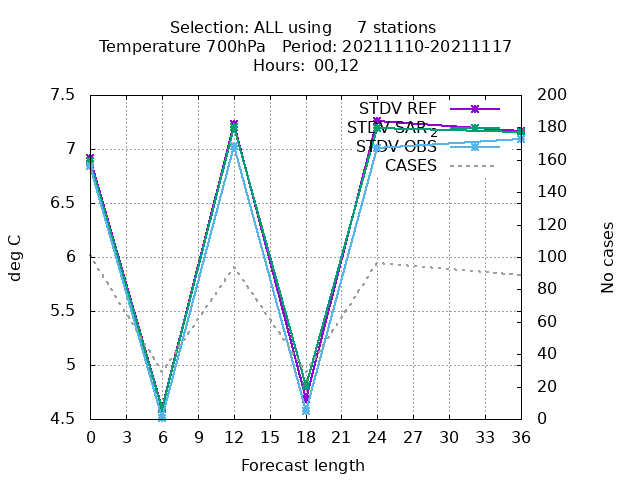 Selection: ALL using     7 stations
Temperature 700hPa   Period: 20211110-20211117
Hours:  00,12
7.5
7
6.5
6
5.5
5
4.5
deg C
200
180
160
140
120
100
80
60
40
20
0
No cases
STDV REF
STDV SAR_2
STDV OBS
CASES
0 3 6 9 12 15 18 21 24 27 30 33 36
Forecast length